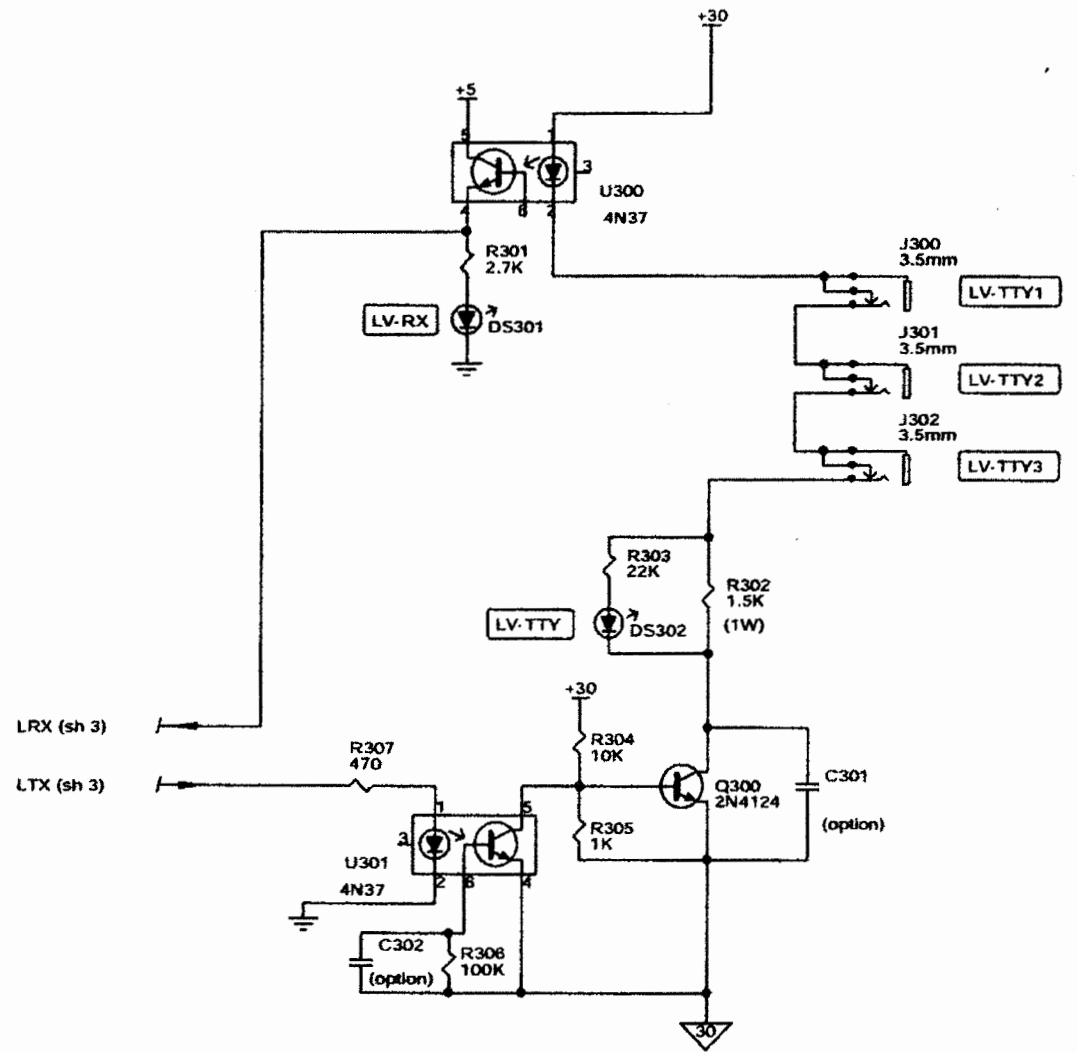 +30
+5
5
1
3
U300
4N37
4
6
2
R301
2.7K
LV-RX
DS301
J300
3.5mm
LV-TTY1
J301
3.5mm
LV-TTY2
J302
3.5mm
LV-TTY3
R303
22K
R302
1.5K
(1W)
LV-TTY
DS302
+30
LRX (sh 3)
R304
10K
R307
470
LTX (sh 3)
Q300
2N4124
C301
(option)
1
5
R305
1K
3
U301
4N37
2
6
4
C302
(option)
R306
100K
30